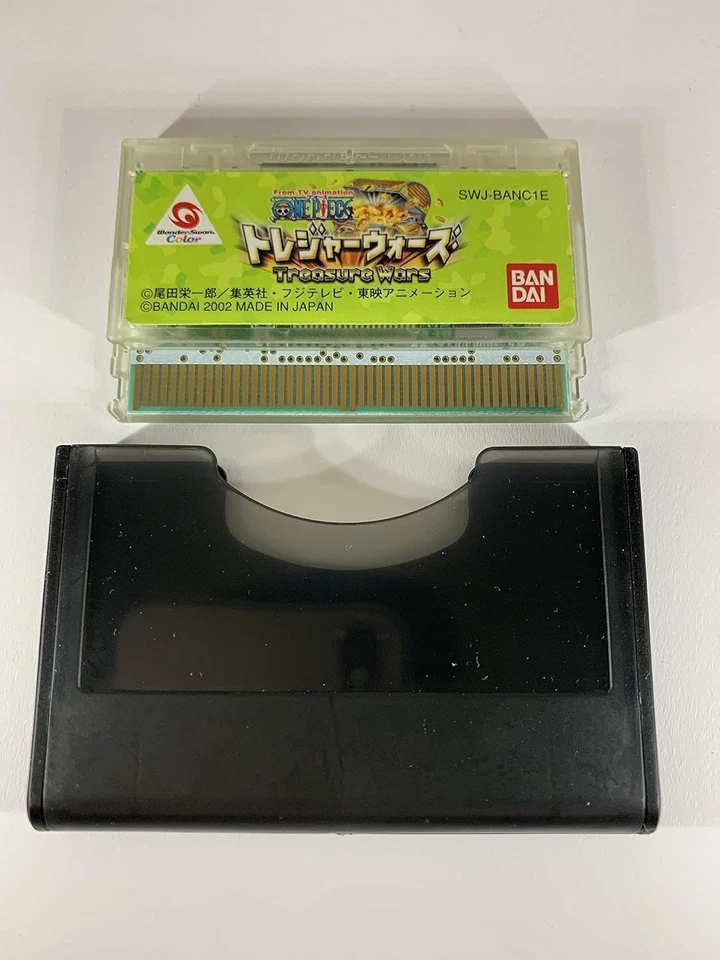 From TV animation
ONE PIECE
SWJ-BANC1E
WonderSwan
Color
トレジャーウォーズ
Treasure Wars
BAN
DAI
©尾田栄一郎／集英社・フジテレビ・東映アニメーション
©BANDAI 2002 MADE IN JAPAN